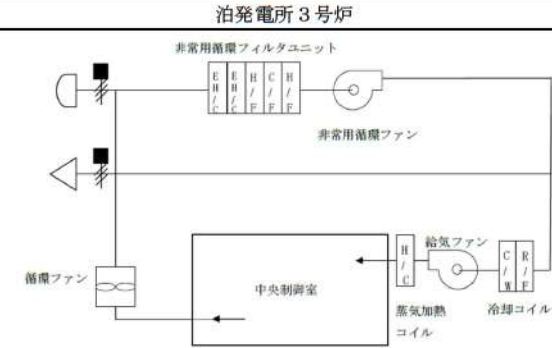 泊発電所3号炉
非常用循環フィルタユニット
EH/C
EH/C
H/F
C/F
H/F
非常用循環ファン
H/C
給気ファン
C/W
R/F
循環ファン
中央制御室
蒸気加熱
コイル
冷却コイル